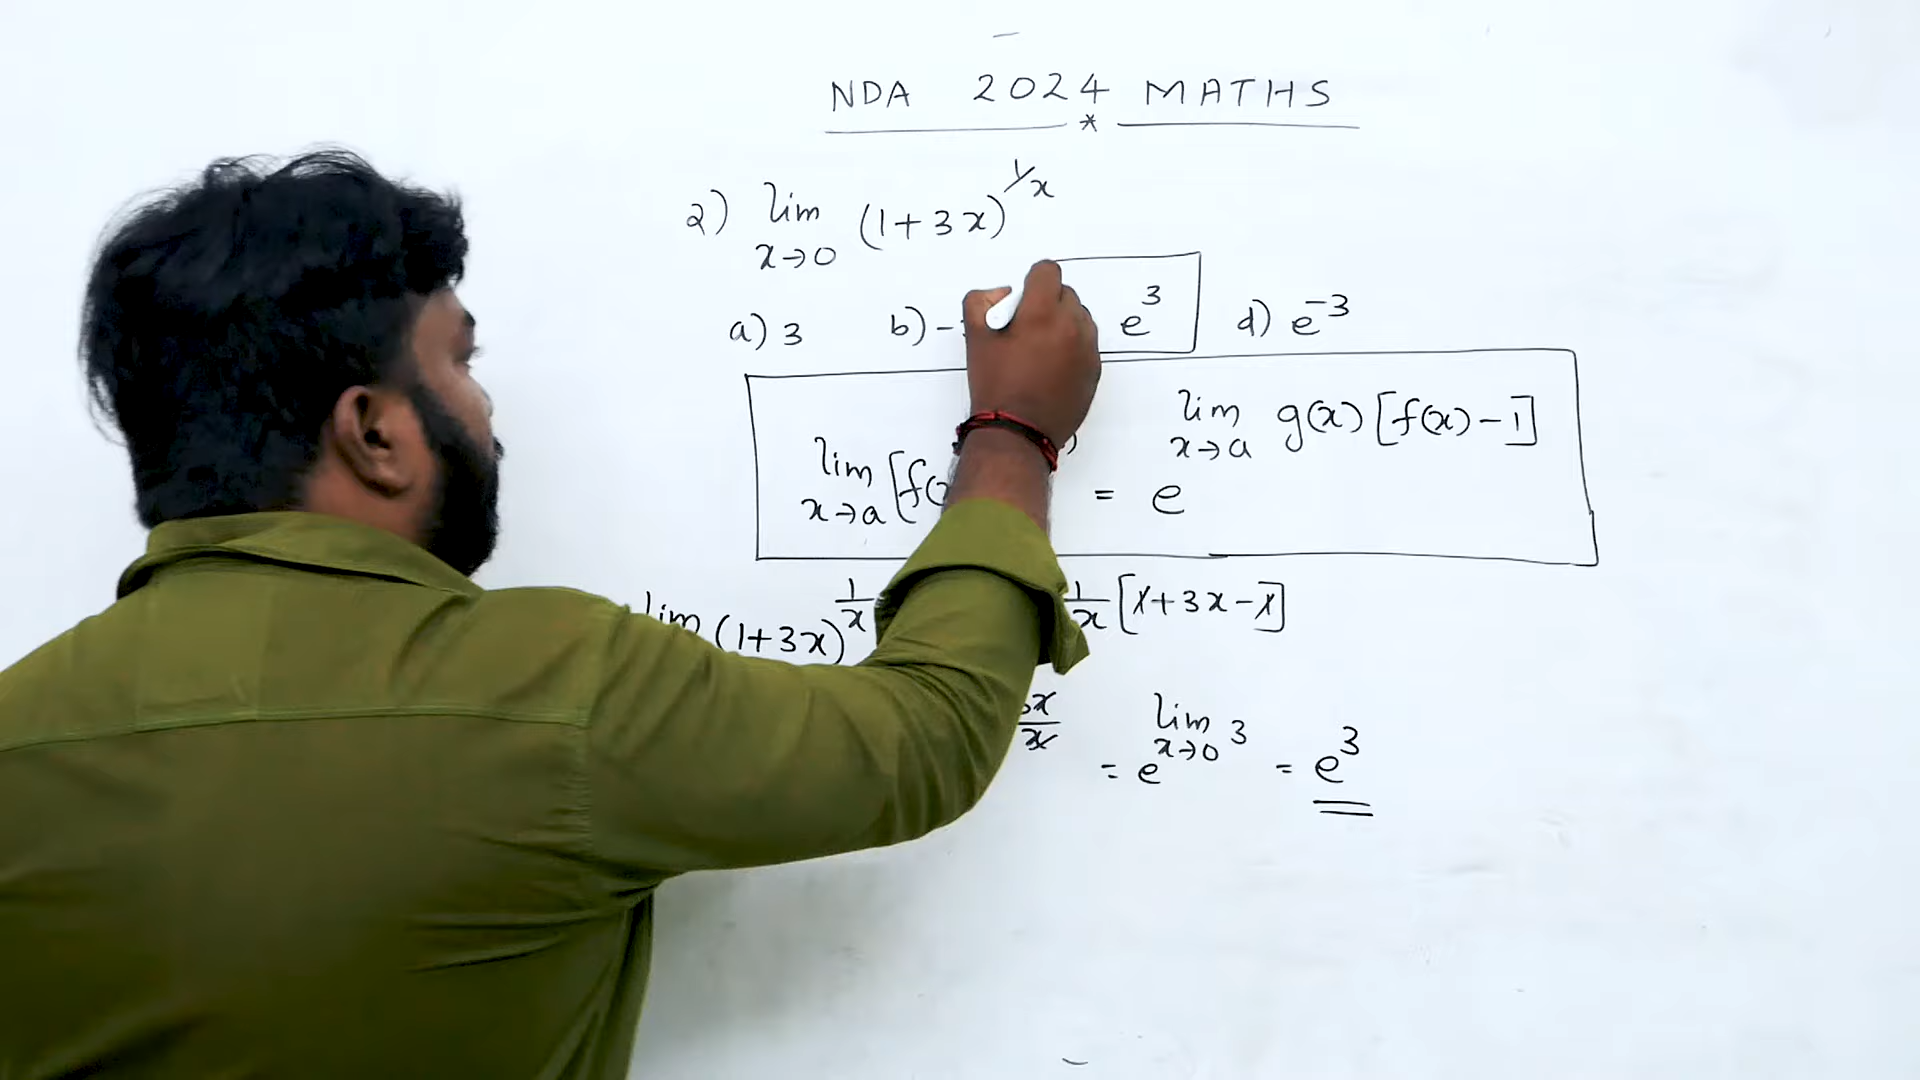 NDA 2024 MATHS
*
2) lim x→0 (1+3x)^1/x
a) 3 b) - e^3 d) e^-3
lim x→a [f(x = e^lim x→a g(x) [f(x)-1]
lim (1+3x)^1/x 1/x [1+3x-1]
3x/x = e^lim x→0 3 = e^3